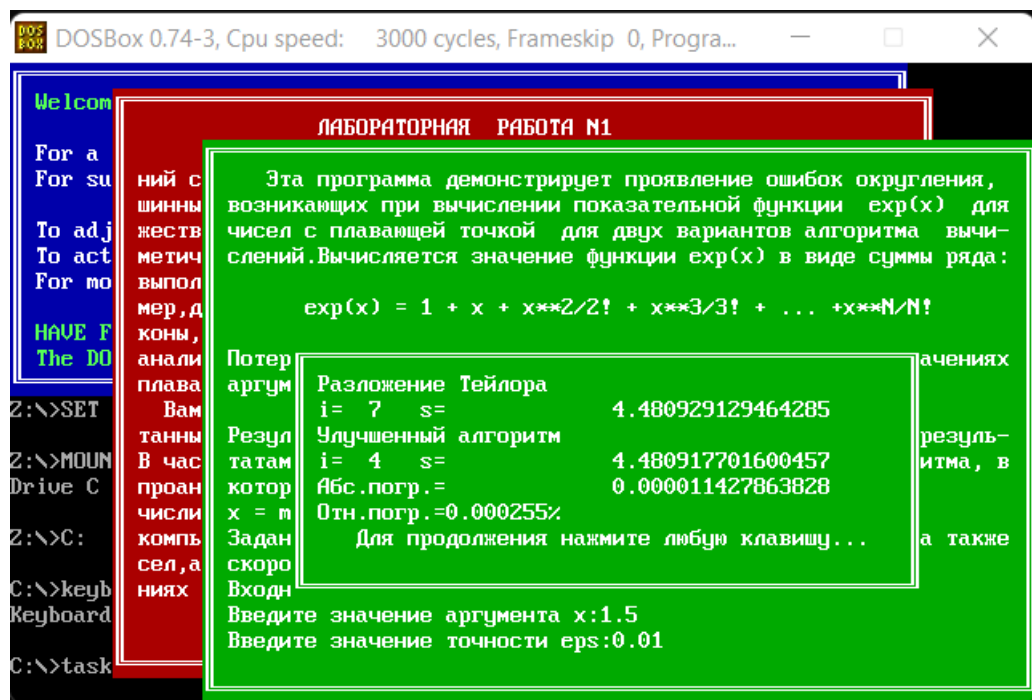 DOSBox 0.74-3, Cpu speed: 3000 cycles, Frameskip 0, Progra...
Welcom
For a
For su
To adj
To act
For mo
HAVE F
The DO
Z:\>SET
Z:\>MOUN
Drive C
Z:\>C:
C:\>keyb
Keyboard
C:\>task
ЛАБОРАТОРНАЯ РАБОТА N1
ний с
шинны
жеств
метич
выпол
мер,д
коны,
анали
плава
Вам
танны
В час
проан
числи
x = m
компь
сел,а
ниях
Эта программа демонстрирует проявление ошибок округления,
возникающих при вычислении показательной функции exp(x) для
чисел с плавающей точкой для двух вариантов алгоритма вычи-
слений.Вычисляется значение функции exp(x) в виде суммы ряда:
exp(x) = 1 + x + x**2/2! + x**3/3! + ... +x**N/N!
Потер ачениях
аргум
Резул резуль-
татам итма, в
котор
Задан а также
скоро
Входн
Введите значение аргумента x:1.5
Введите значение точности eps:0.01
Разложение Тейлора
i= 7 s= 4.480929129464285
Улучшенный алгоритм
i= 4 s= 4.480917701600457
Абс.погр.= 0.000011427863828
Отн.погр.=0.000255%
Для продолжения нажмите любую клавишу...